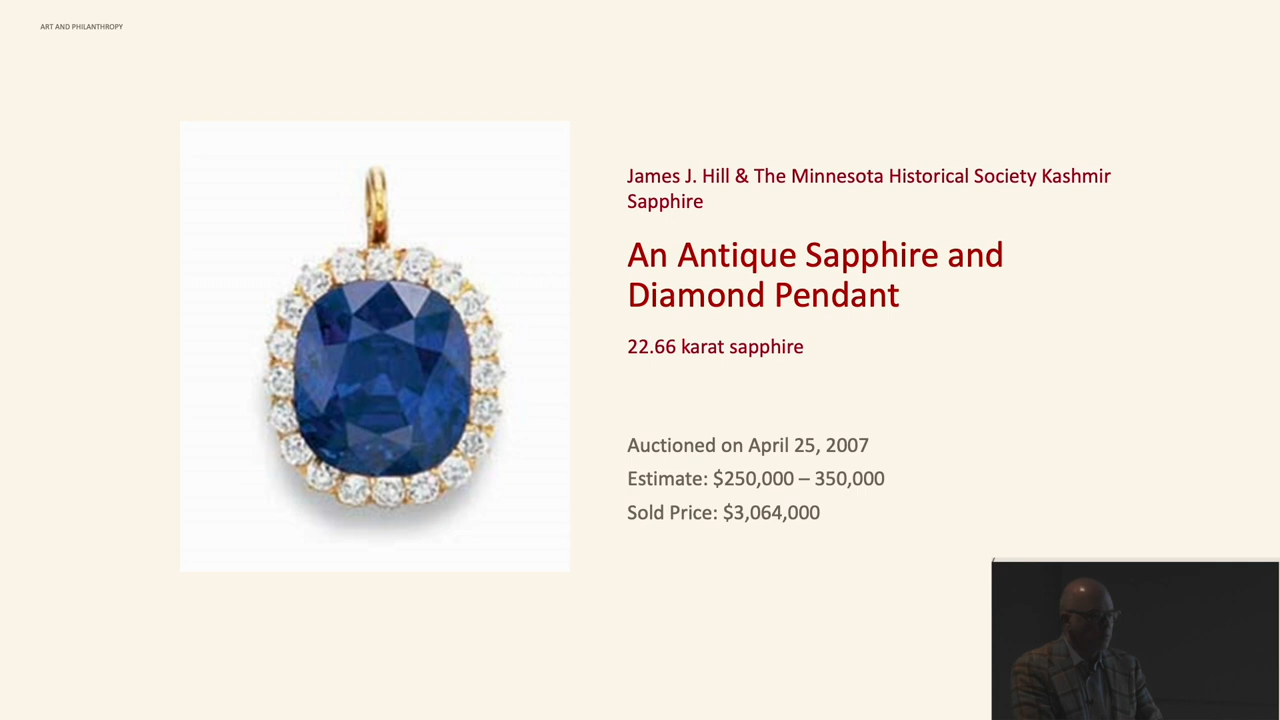 ART AND PHILANTHROPY
James J. Hill & The Minnesota Historical Society Kashmir
Sapphire
An Antique Sapphire and
Diamond Pendant
22.66 karat sapphire
Auctioned on April 25, 2007
Estimate: $250,000 – 350,000
Sold Price: $3,064,000